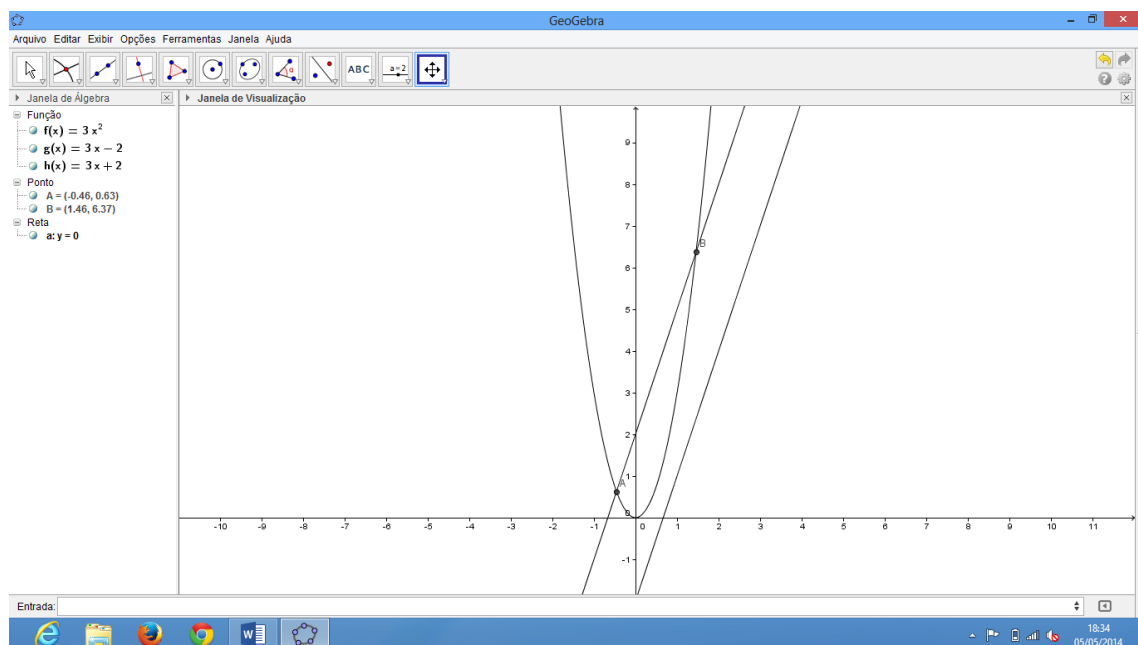 GeoGebra
Arquivo Editar Exibir Opções Ferramentas Janela Ajuda
ABC a=2
Janela de Álgebra
Janela de Visualização
Função
f(x) = 3 x²
g(x) = 3 x − 2
h(x) = 3 x + 2
Ponto
A = (-0.46, 0.63)
B = (1.46, 6.37)
Reta
a: y = 0
9
8
7
B
6
5
4
3
2
A 1
0
-10 -9 -8 -7 -6 -5 -4 -3 -2 -1 0 1 2 3 4 5 6 7 8 9 10 11
-1
Entrada:
18:34
05/05/2014